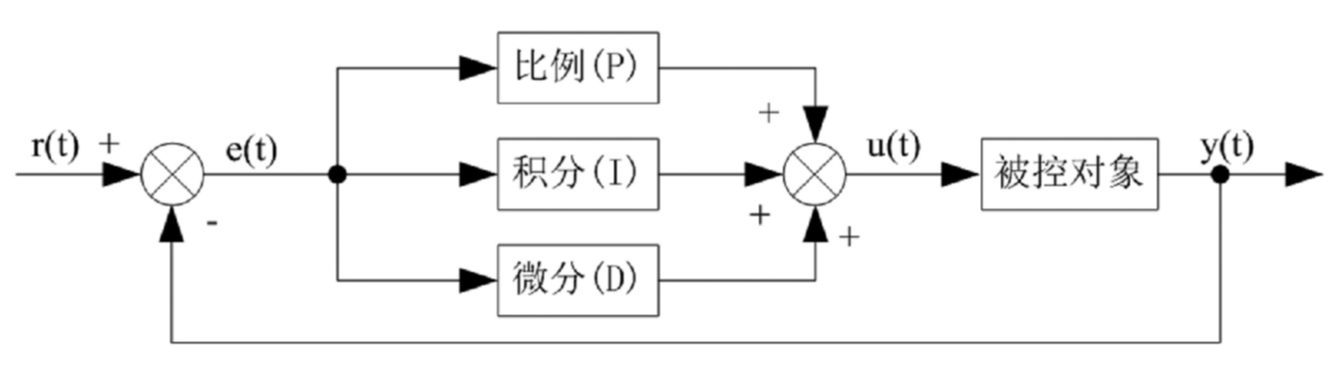 比例(P)
r(t) +
e(t)
-
积分(I)
+
+
+
u(t)
被控对象
y(t)
微分(D)